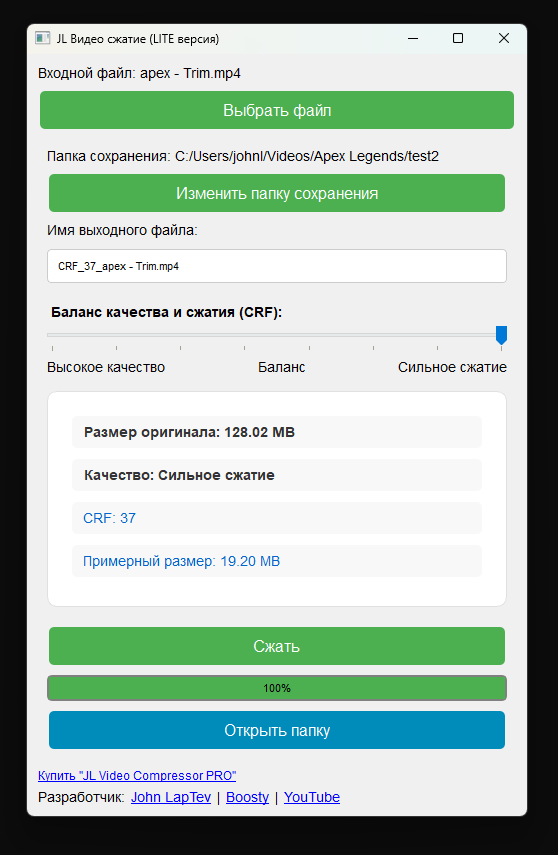 JL Видео сжатие (LITE версия)
Входной файл: apex - Trim.mp4
Выбрать файл
Папка сохранения: C:/Users/johnl/Videos/Apex Legends/test2
Изменить папку сохранения
Имя выходного файла:
CRF_37_apex - Trim.mp4
Баланс качества и сжатия (CRF):
Высокое качество Баланс Сильное сжатие
Размер оригинала: 128.02 MB
Качество: Сильное сжатие
CRF: 37
Примерный размер: 19.20 MB
Сжать
100%
Открыть папку
Купить "JL Video Compressor PRO"
Разработчик: John LapTev | Boosty | YouTube